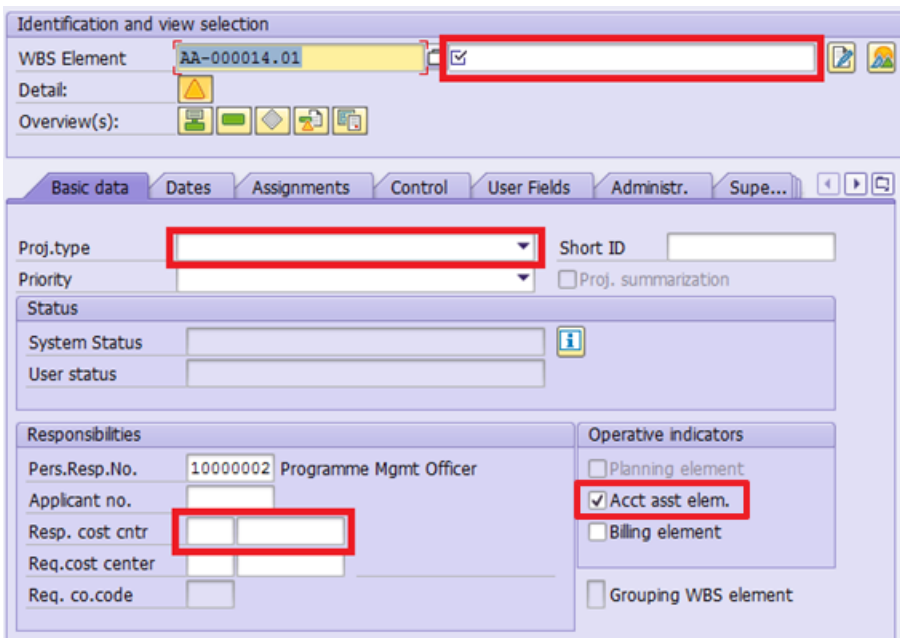 Identification and view selection
WBS Element AA-000014.01
Detail:
Overview(s):
Basic data Dates Assignments Control User Fields Administr. Supe...
Proj.type Short ID
Priority Proj. summarization
Status
System Status
User status
Responsibilities Operative indicators
Pers.Resp.No. 10000002 Programme Mgmt Officer Planning element
Applicant no. Acct asst elem.
Resp. cost cntr Billing element
Req.cost center
Req. co.code Grouping WBS element